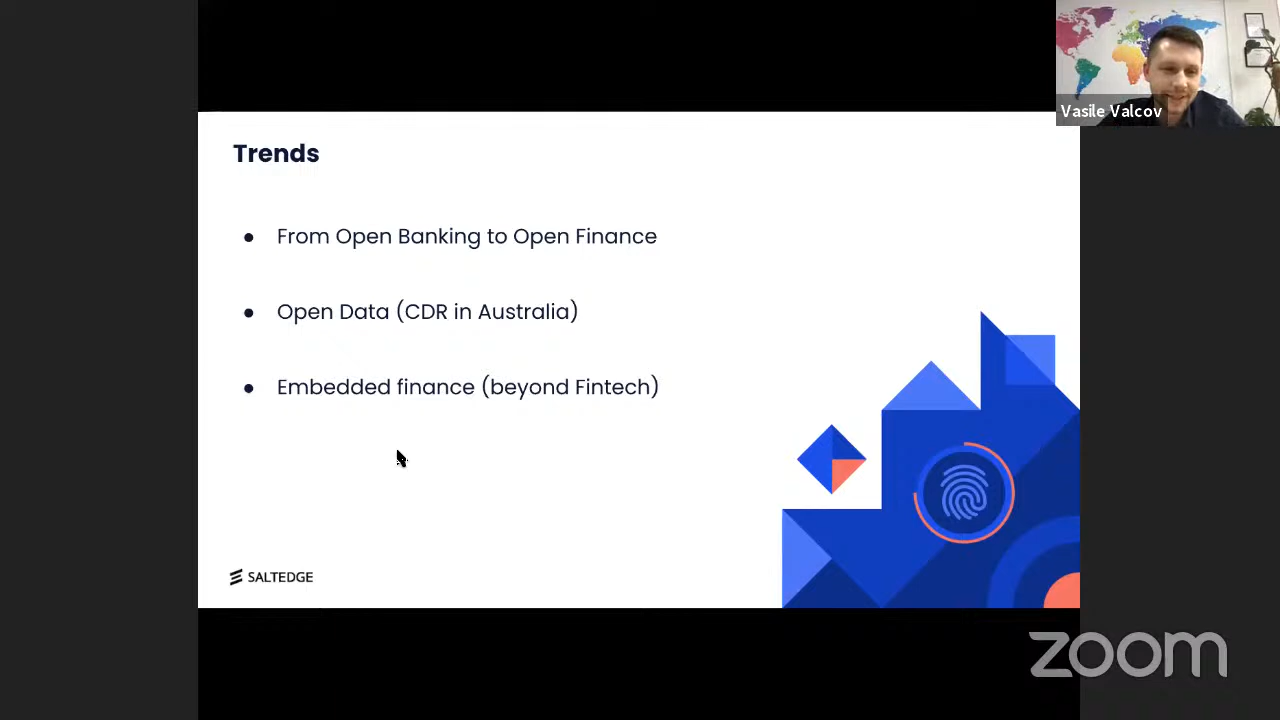 Vasile Valcov
Trends
● From Open Banking to Open Finance
● Open Data (CDR in Australia)
● Embedded finance (beyond Fintech)
SALTEDGE
zoom